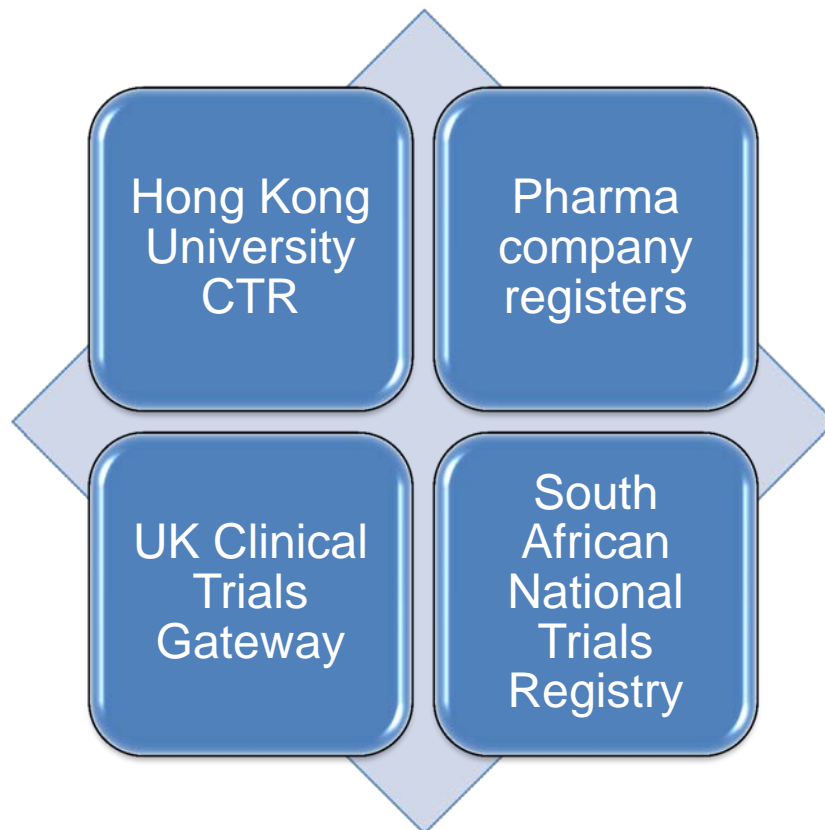 Hong Kong
University
CTR
Pharma
company
registers
UK Clinical
Trials
Gateway
South
African
National
Trials
Registry